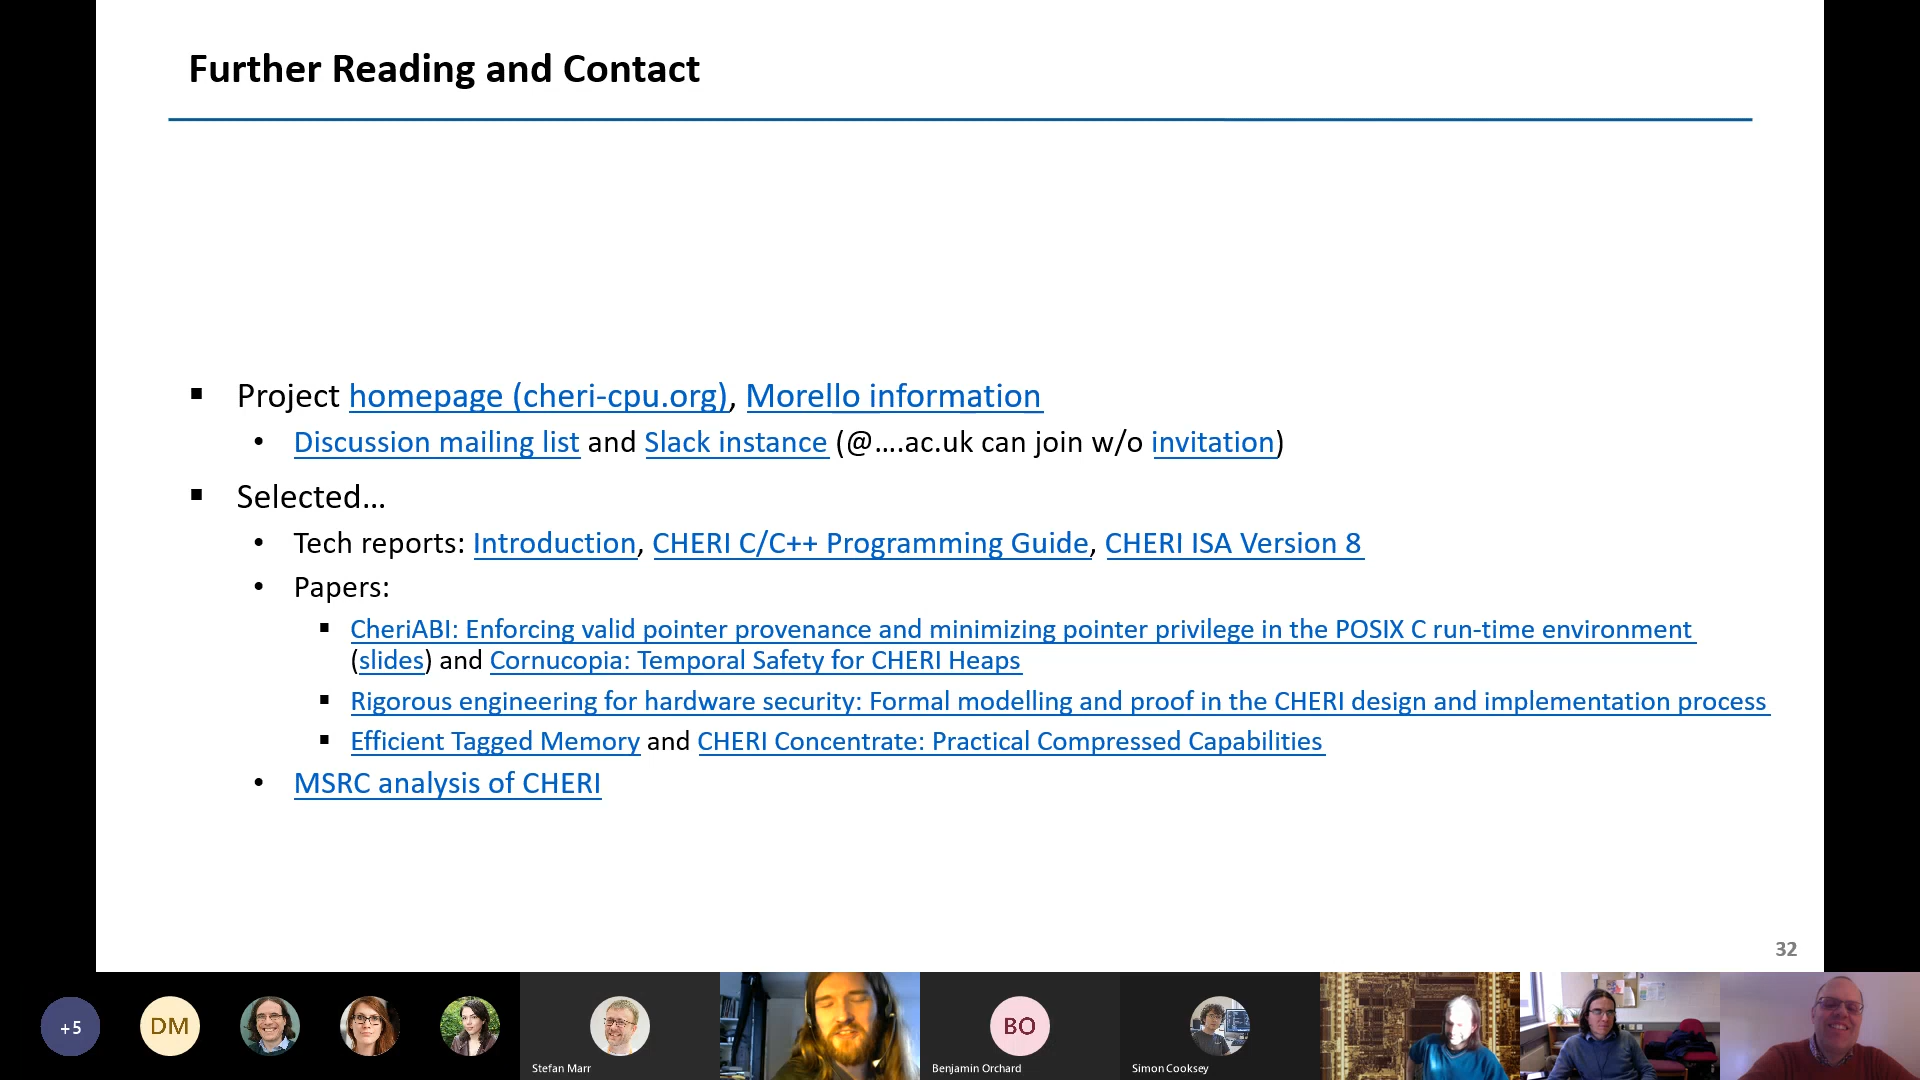 Further Reading and Contact
▪ Project homepage (cheri-cpu.org), Morello information
• Discussion mailing list and Slack instance (@….ac.uk can join w/o invitation)
▪ Selected…
• Tech reports: Introduction, CHERI C/C++ Programming Guide, CHERI ISA Version 8
• Papers:
▪ CheriABI: Enforcing valid pointer provenance and minimizing pointer privilege in the POSIX C run-time environment
(slides) and Cornucopia: Temporal Safety for CHERI Heaps
▪ Rigorous engineering for hardware security: Formal modelling and proof in the CHERI design and implementation process
▪ Efficient Tagged Memory and CHERI Concentrate: Practical Compressed Capabilities
• MSRC analysis of CHERI
32
+5
DM
Stefan Marr
BO
Benjamin Orchard
Simon Cooksey